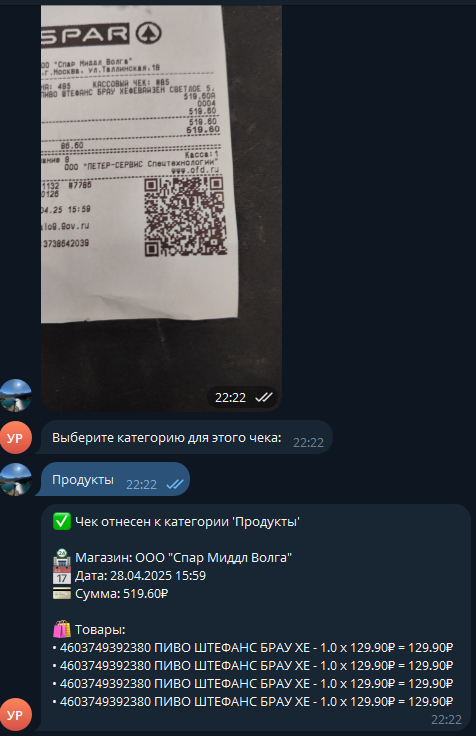 SPAR
ООО "Спар Миддл Волга"
.г.Москва, ул.Таллинская,18
НА: 485 КАССОВЫЙ ЧЕК: #85
ПИВО ШТЕФАНС БРАУ ХЕФЕВАЙЗЕН СВЕТЛОЕ 5.
519.60А
0004
519.60
519.60
519.60
86.60
Касса:1
ООО "ПЕТЕР-СЕРВИС Спецтехнологии"
www.ofd.ru
1132 #7786
0126
04.25 15:59
alog.gov.ru
3738642039
22:22
УР
Выберите категорию для этого чека:
22:22
Продукты
22:22
Чек отнесен к категории 'Продукты'
Магазин: ООО "Спар Миддл Волга"
17
Дата: 28.04.2025 15:59
Сумма: 519.60₽
Товары:
• 4603749392380 ПИВО ШТЕФАНС БРАУ ХЕ - 1.0 x 129.90₽ = 129.90₽
• 4603749392380 ПИВО ШТЕФАНС БРАУ ХЕ - 1.0 x 129.90₽ = 129.90₽
• 4603749392380 ПИВО ШТЕФАНС БРАУ ХЕ - 1.0 x 129.90₽ = 129.90₽
• 4603749392380 ПИВО ШТЕФАНС БРАУ ХЕ - 1.0 x 129.90₽ = 129.90₽
УР
22:22